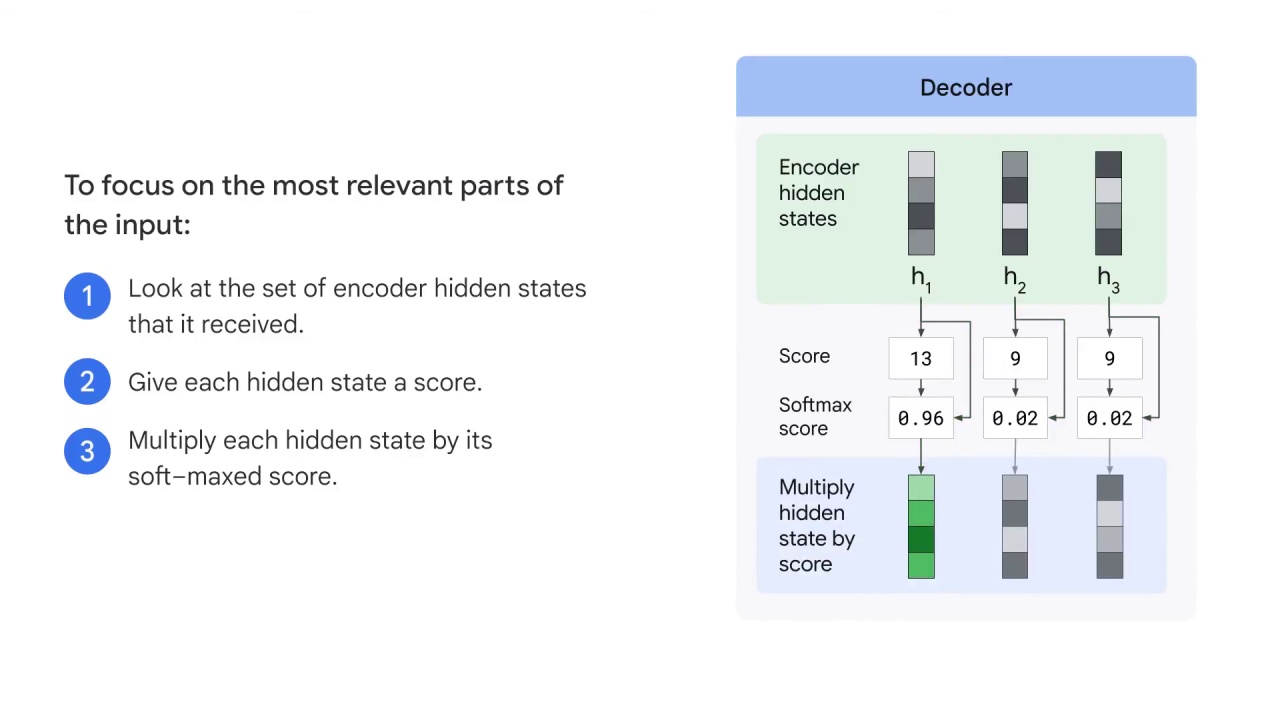 To focus on the most relevant parts of
the input:
1
Look at the set of encoder hidden states
that it received.
2
Give each hidden state a score.
3
Multiply each hidden state by its
soft-maxed score.
Decoder
Encoder
hidden
states
h1 h2 h3
Score
13 9 9
Softmax
score
0.96 0.02 0.02
Multiply
hidden
state by
score